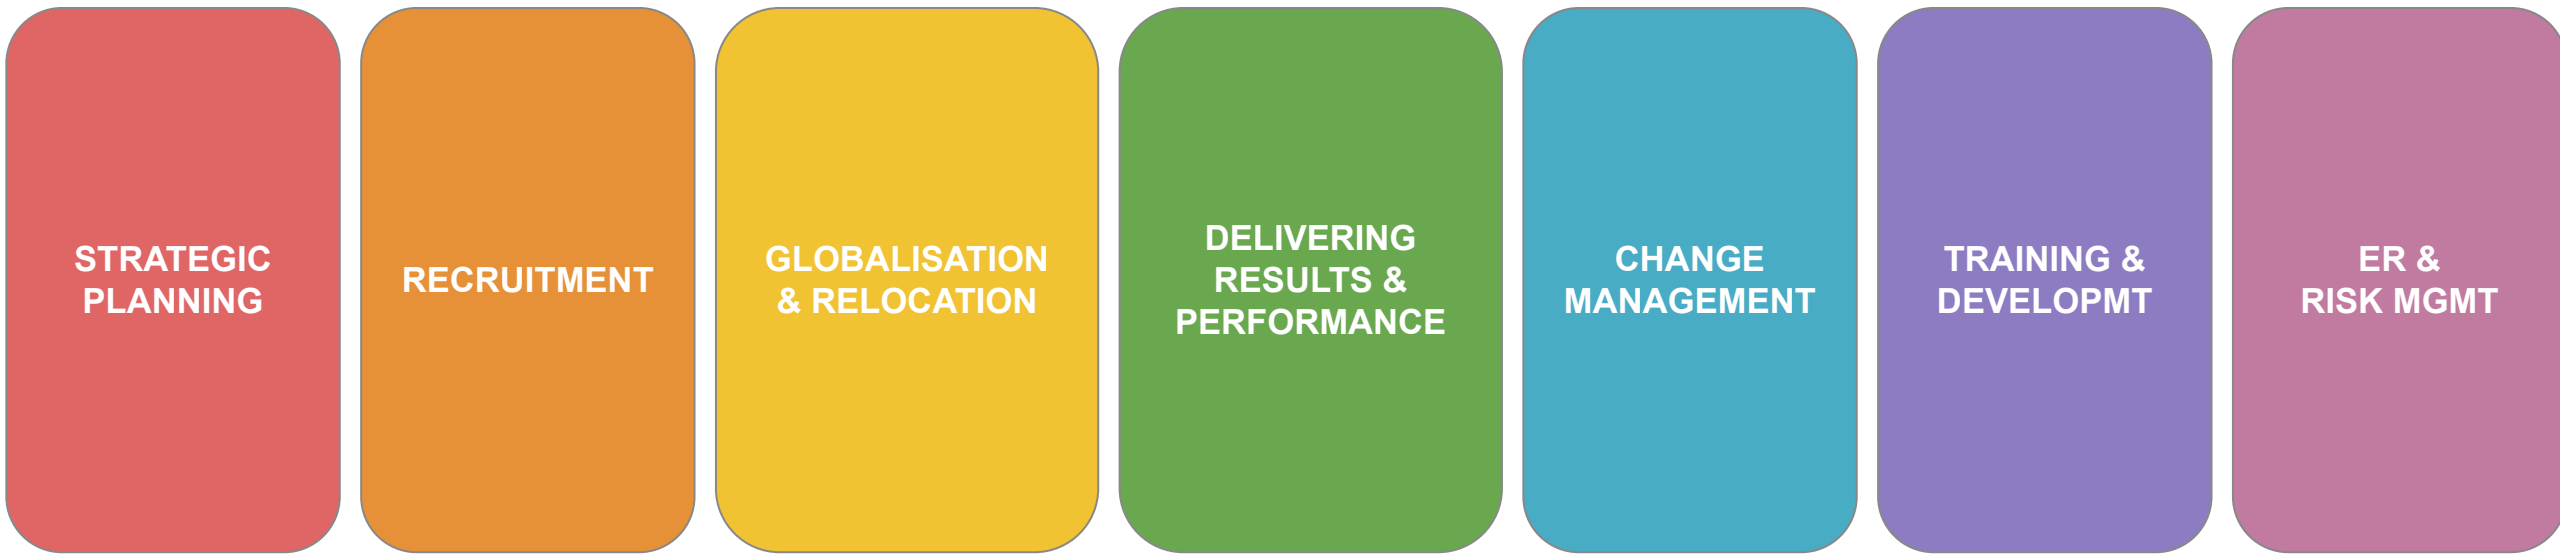 STRATEGIC
PLANNING
RECRUITMENT
GLOBALISATION
& RELOCATION
DELIVERING
RESULTS &
PERFORMANCE
CHANGE
MANAGEMENT
TRAINING &
DEVELOPMT
ER &
RISK MGMT